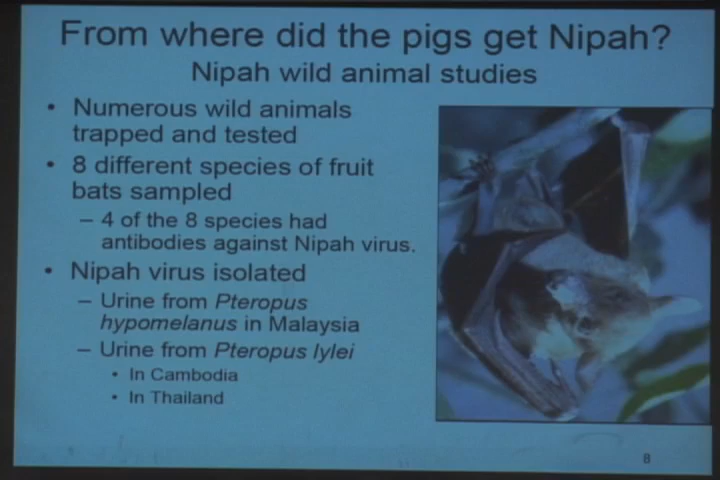 From where did the pigs get Nipah?
Nipah wild animal studies
• Numerous wild animals
trapped and tested
• 8 different species of fruit
bats sampled
– 4 of the 8 species had
antibodies against Nipah virus.
• Nipah virus isolated
– Urine from Pteropus
hypomelanus in Malaysia
– Urine from Pteropus lylei
• In Cambodia
• In Thailand
8